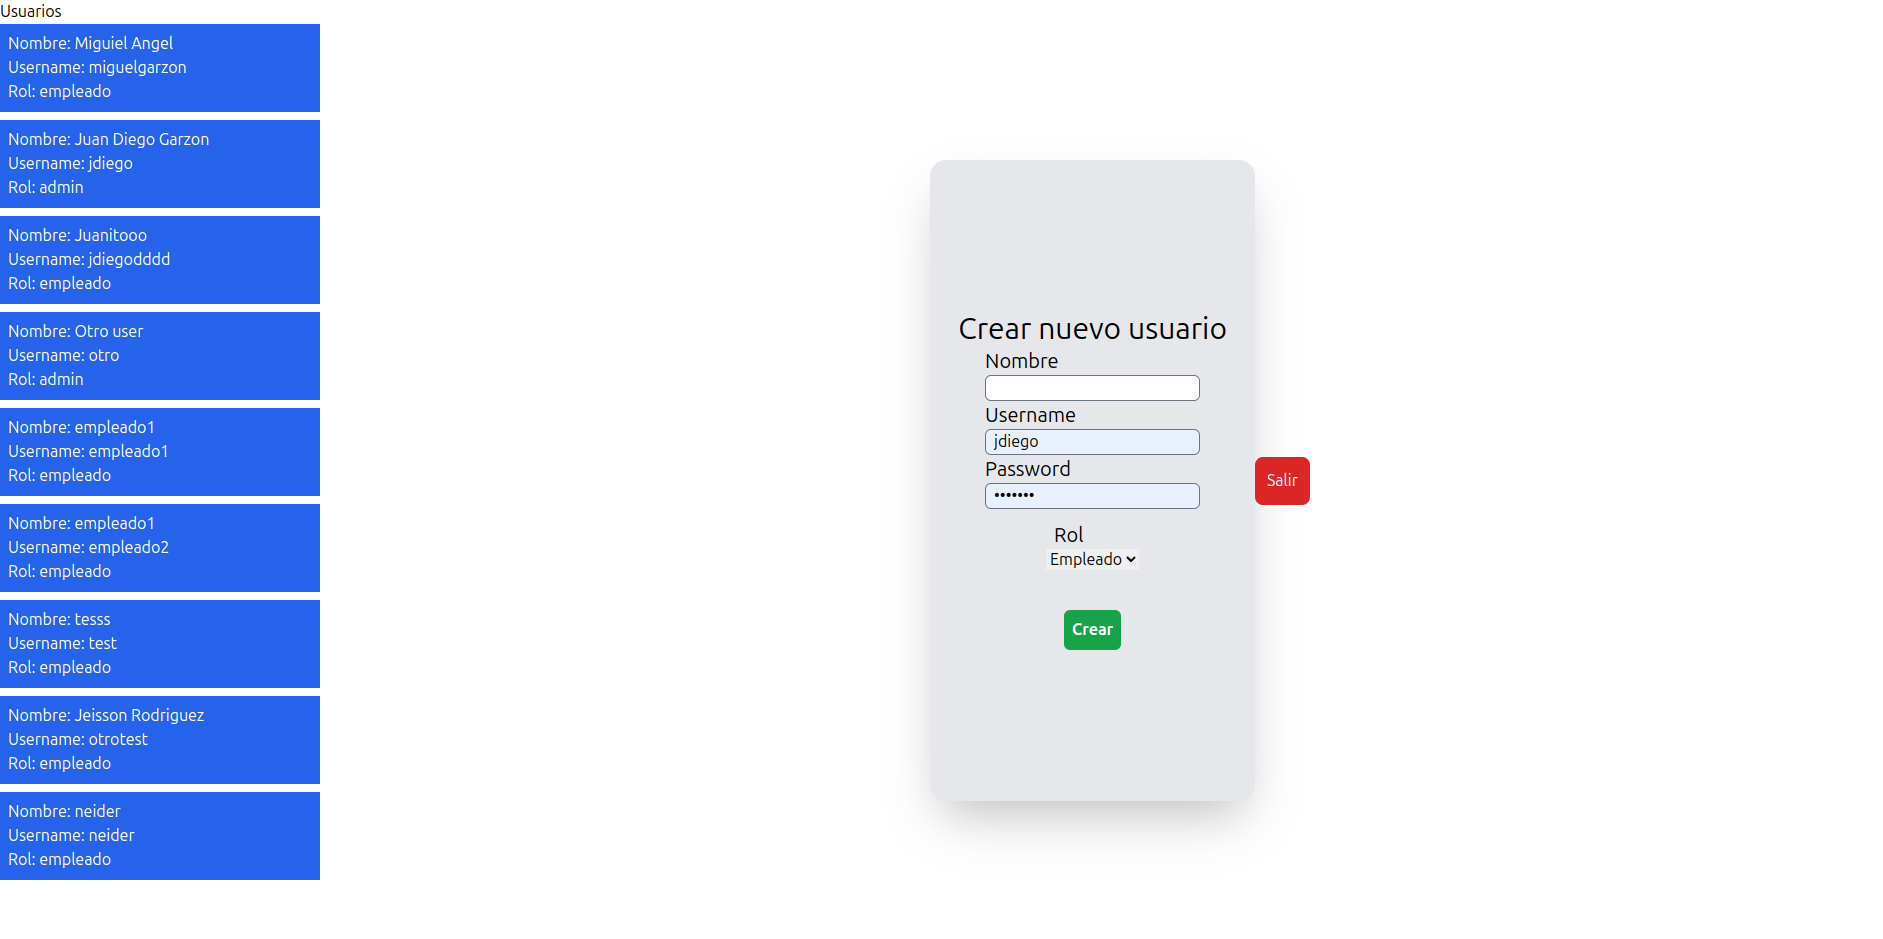 Usuarios
Nombre: Miguiel Angel
Username: miguelgarzon
Rol: empleado
Nombre: Juan Diego Garzon
Username: jdiego
Rol: admin
Nombre: Juanitooo
Username: jdiegodddd
Rol: empleado
Nombre: Otro user
Username: otro
Rol: admin
Nombre: empleado1
Username: empleado1
Rol: empleado
Nombre: empleado1
Username: empleado2
Rol: empleado
Nombre: tesss
Username: test
Rol: empleado
Nombre: Jeisson Rodriguez
Username: otrotest
Rol: empleado
Nombre: neider
Username: neider
Rol: empleado
Crear nuevo usuario
Nombre
Username
jdiego
Password
•••••••
Rol
Empleado
Crear
Salir